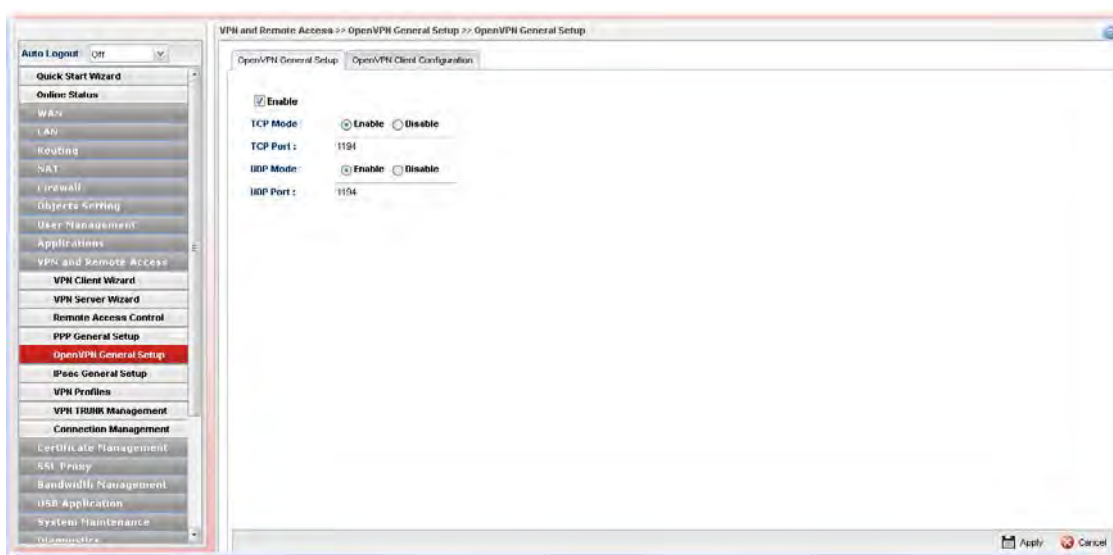 VPN and Remote Access >> OpenVPN General Setup >> OpenVPN General Setup
Auto Logout Off
OpenVPN General Setup OpenVPN Client Configuration
Quick Start Wizard
Online Status
WAN
LAN
Routing
NAT
Firewall
Objects Setting
User Management
Applications
VPN and Remote Access
VPN Client Wizard
VPN Server Wizard
Remote Access Control
PPP General Setup
OpenVPN General Setup
IPsec General Setup
VPN Profiles
VPN TRUNK Management
Connection Management
Certificate Management
SSL Proxy
Bandwidth Management
USB Application
System Maintenance
Diagnostics
Enable
TCP Mode Enable Disable
TCP Port : 1194
UDP Mode Enable Disable
UDP Port : 1194
Apply Cancel